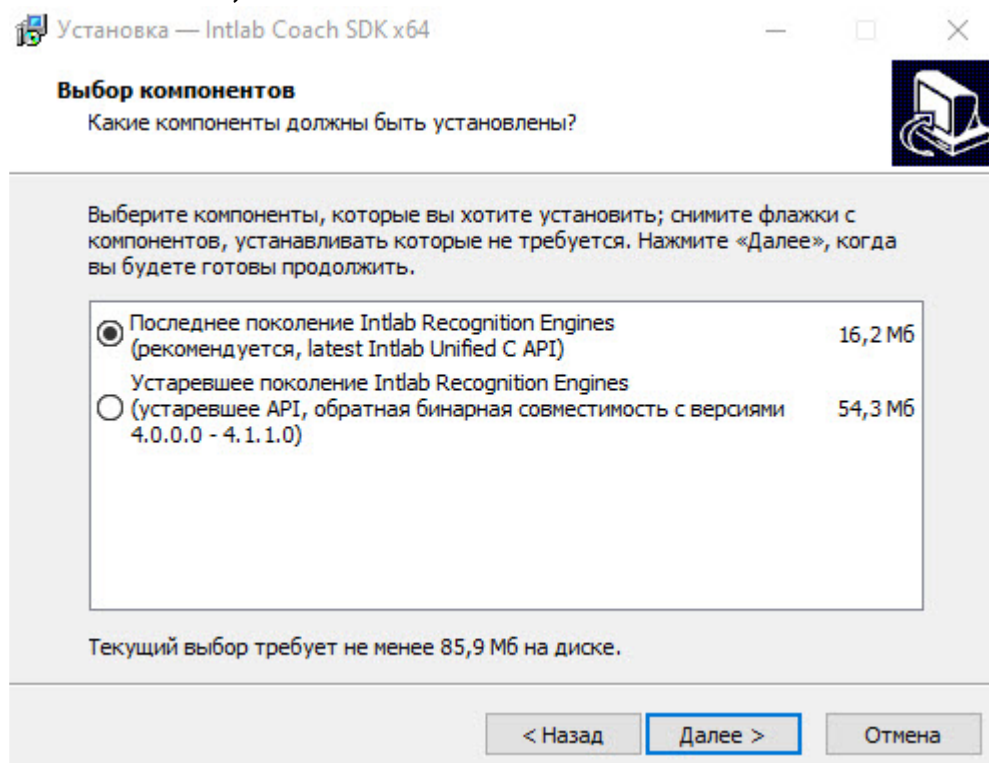 Установка — Intlab Coach SDK x64
Выбор компонентов
Какие компоненты должны быть установлены?
Выберите компоненты, которые вы хотите установить; снимите флажки с
компонентов, устанавливать которые не требуется. Нажмите «Далее», когда
вы будете готовы продолжить.
Последнее поколение Intlab Recognition Engines
(рекомендуется, latest Intlab Unified C API)
16,2 Мб
Устаревшее поколение Intlab Recognition Engines
(устаревшее API, обратная бинарная совместимость с версиями
4.0.0.0 - 4.1.1.0)
54,3 Мб
Текущий выбор требует не менее 85,9 Мб на диске.
< Назад
Далее >
Отмена